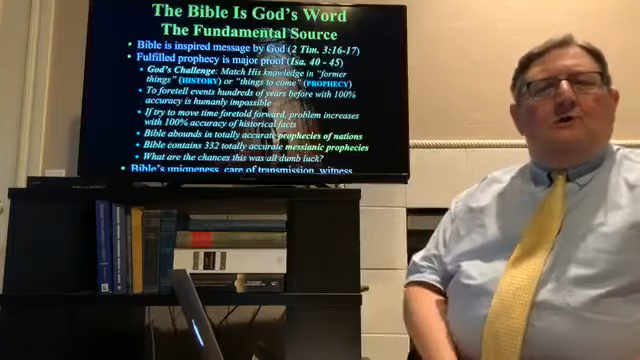 The Bible Is God's Word
The Fundamental Source
• Bible is inspired message by God (2 Tim. 3:16-17)
• Fulfilled prophecy is major proof (Isa. 40 - 45)
• God's Challenge: Match His knowledge in "former
things" (HISTORY) or "things to come" (PROPHECY)
• To foretell events hundreds of years before with 100%
accuracy is humanly impossible
• If try to move time foretold forward, problem increases
with 100% accuracy of historical facts
• Bible abounds in totally accurate prophecies of nations
• Bible contains 332 totally accurate messianic prophecies
• What are the chances this was all dumb luck?
• Bible's uniqueness, care of transmission, witness